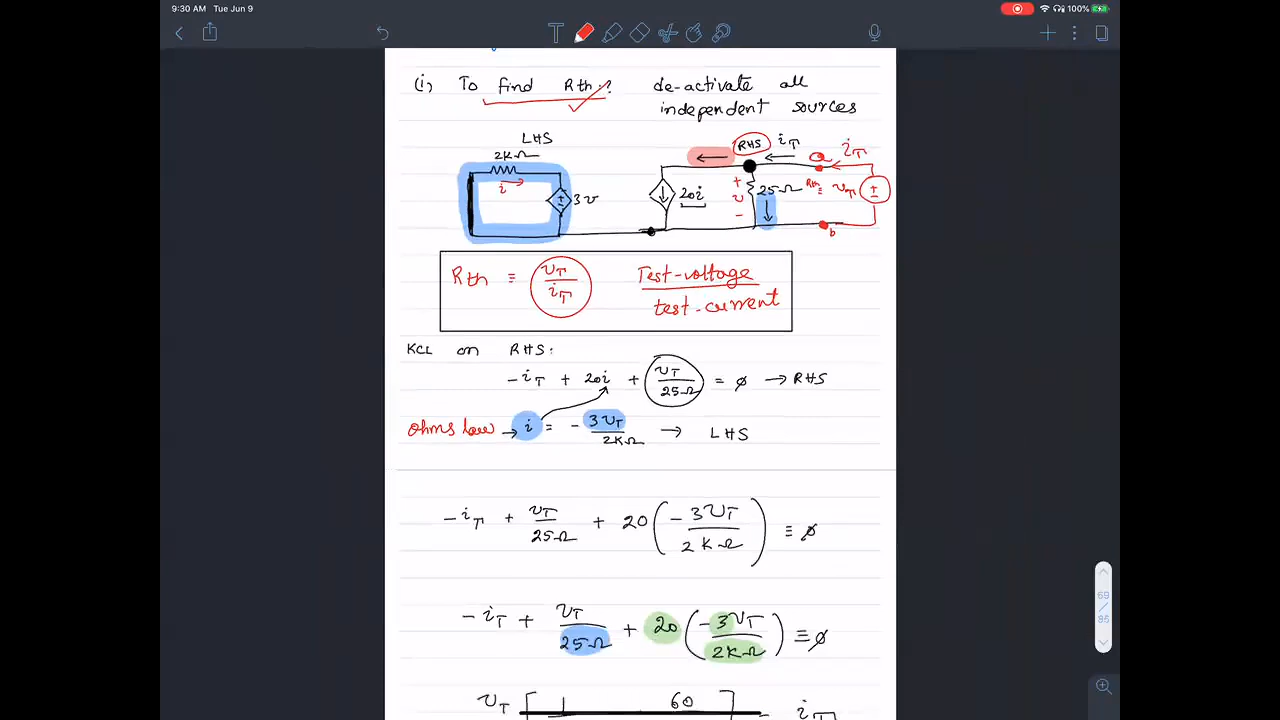 9:30 AM Tue Jun 9
100%
(i) To find Rth? de-activate all
independent sources
LHS
2kΩ
i
3v
20i
RHS
iT
25Ω
+
v
-
a
iT
Rth
≡
vT
±
b
Rth ≡ vT/iT Test-voltage/test-current
KCL on RHS:
-iT + 20i + vT/25Ω = ϕ → RHS
ohms law → i = - 3vT/2kΩ → LHS
-iT + vT/25Ω + 20 ( - 3vT/2kΩ ) ≡ ϕ
-iT + vT/25Ω + 20 ( - 3vT/2kΩ ) ≡ ϕ
vT [ 1 60 ] = iT
69
/
95